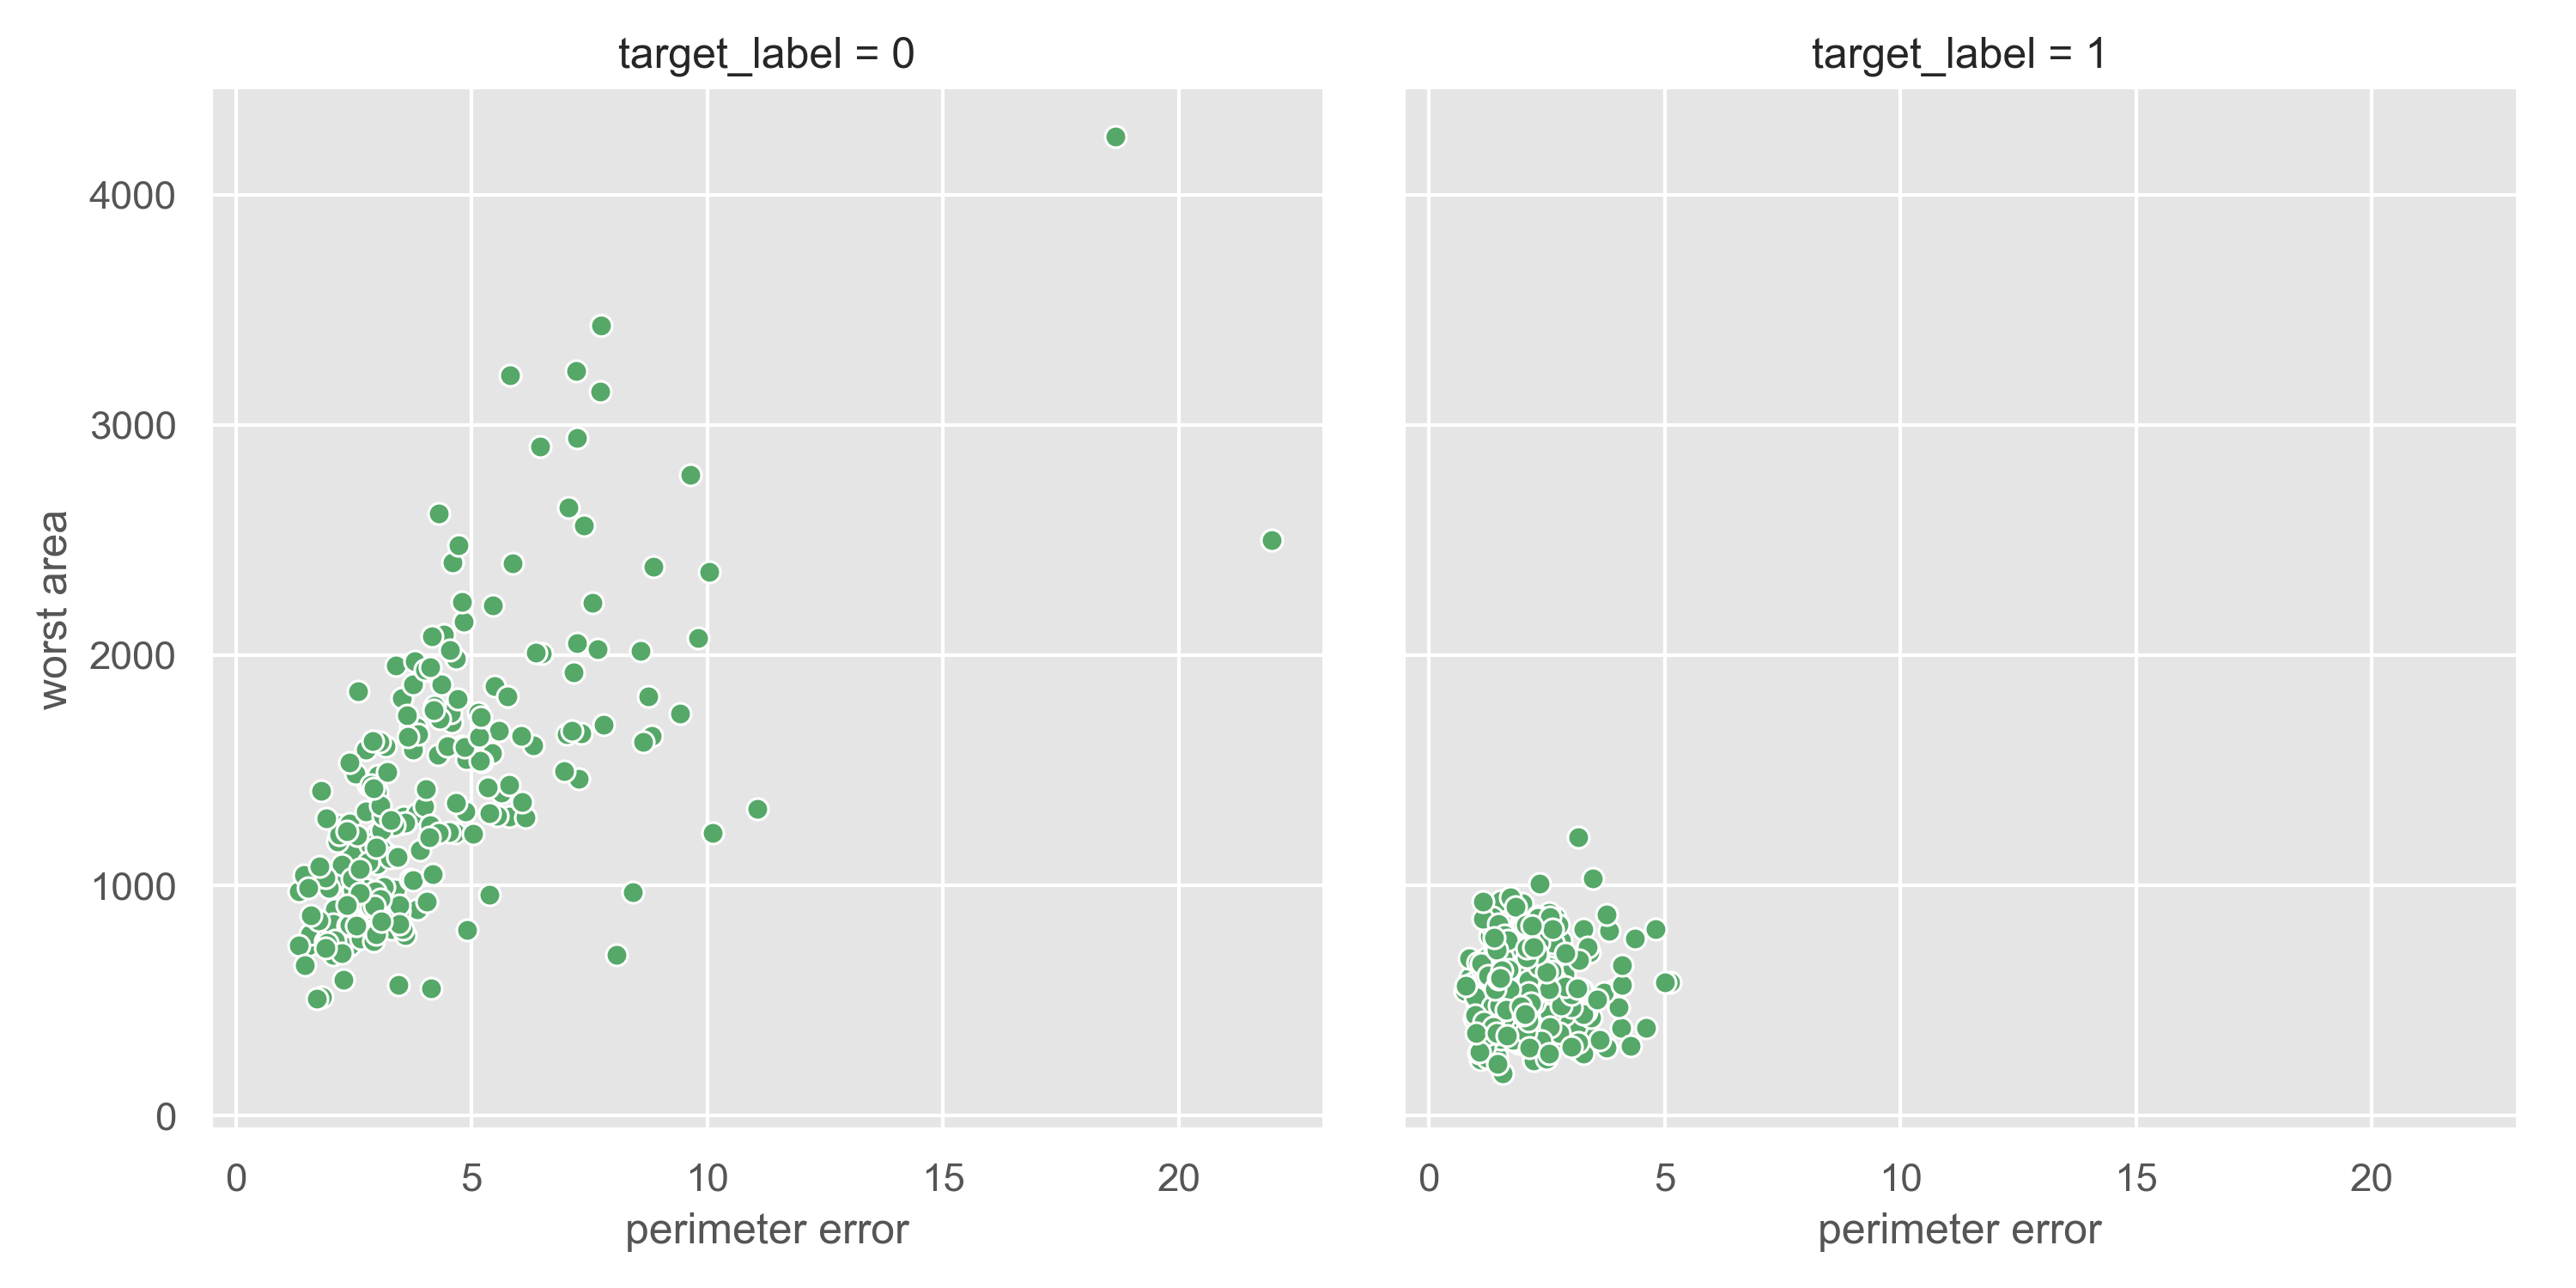 target_label = 0
target_label = 1
4000
3000
2000
1000
0
worst area
0 5 10 15 20
0 5 10 15 20
perimeter error
perimeter error